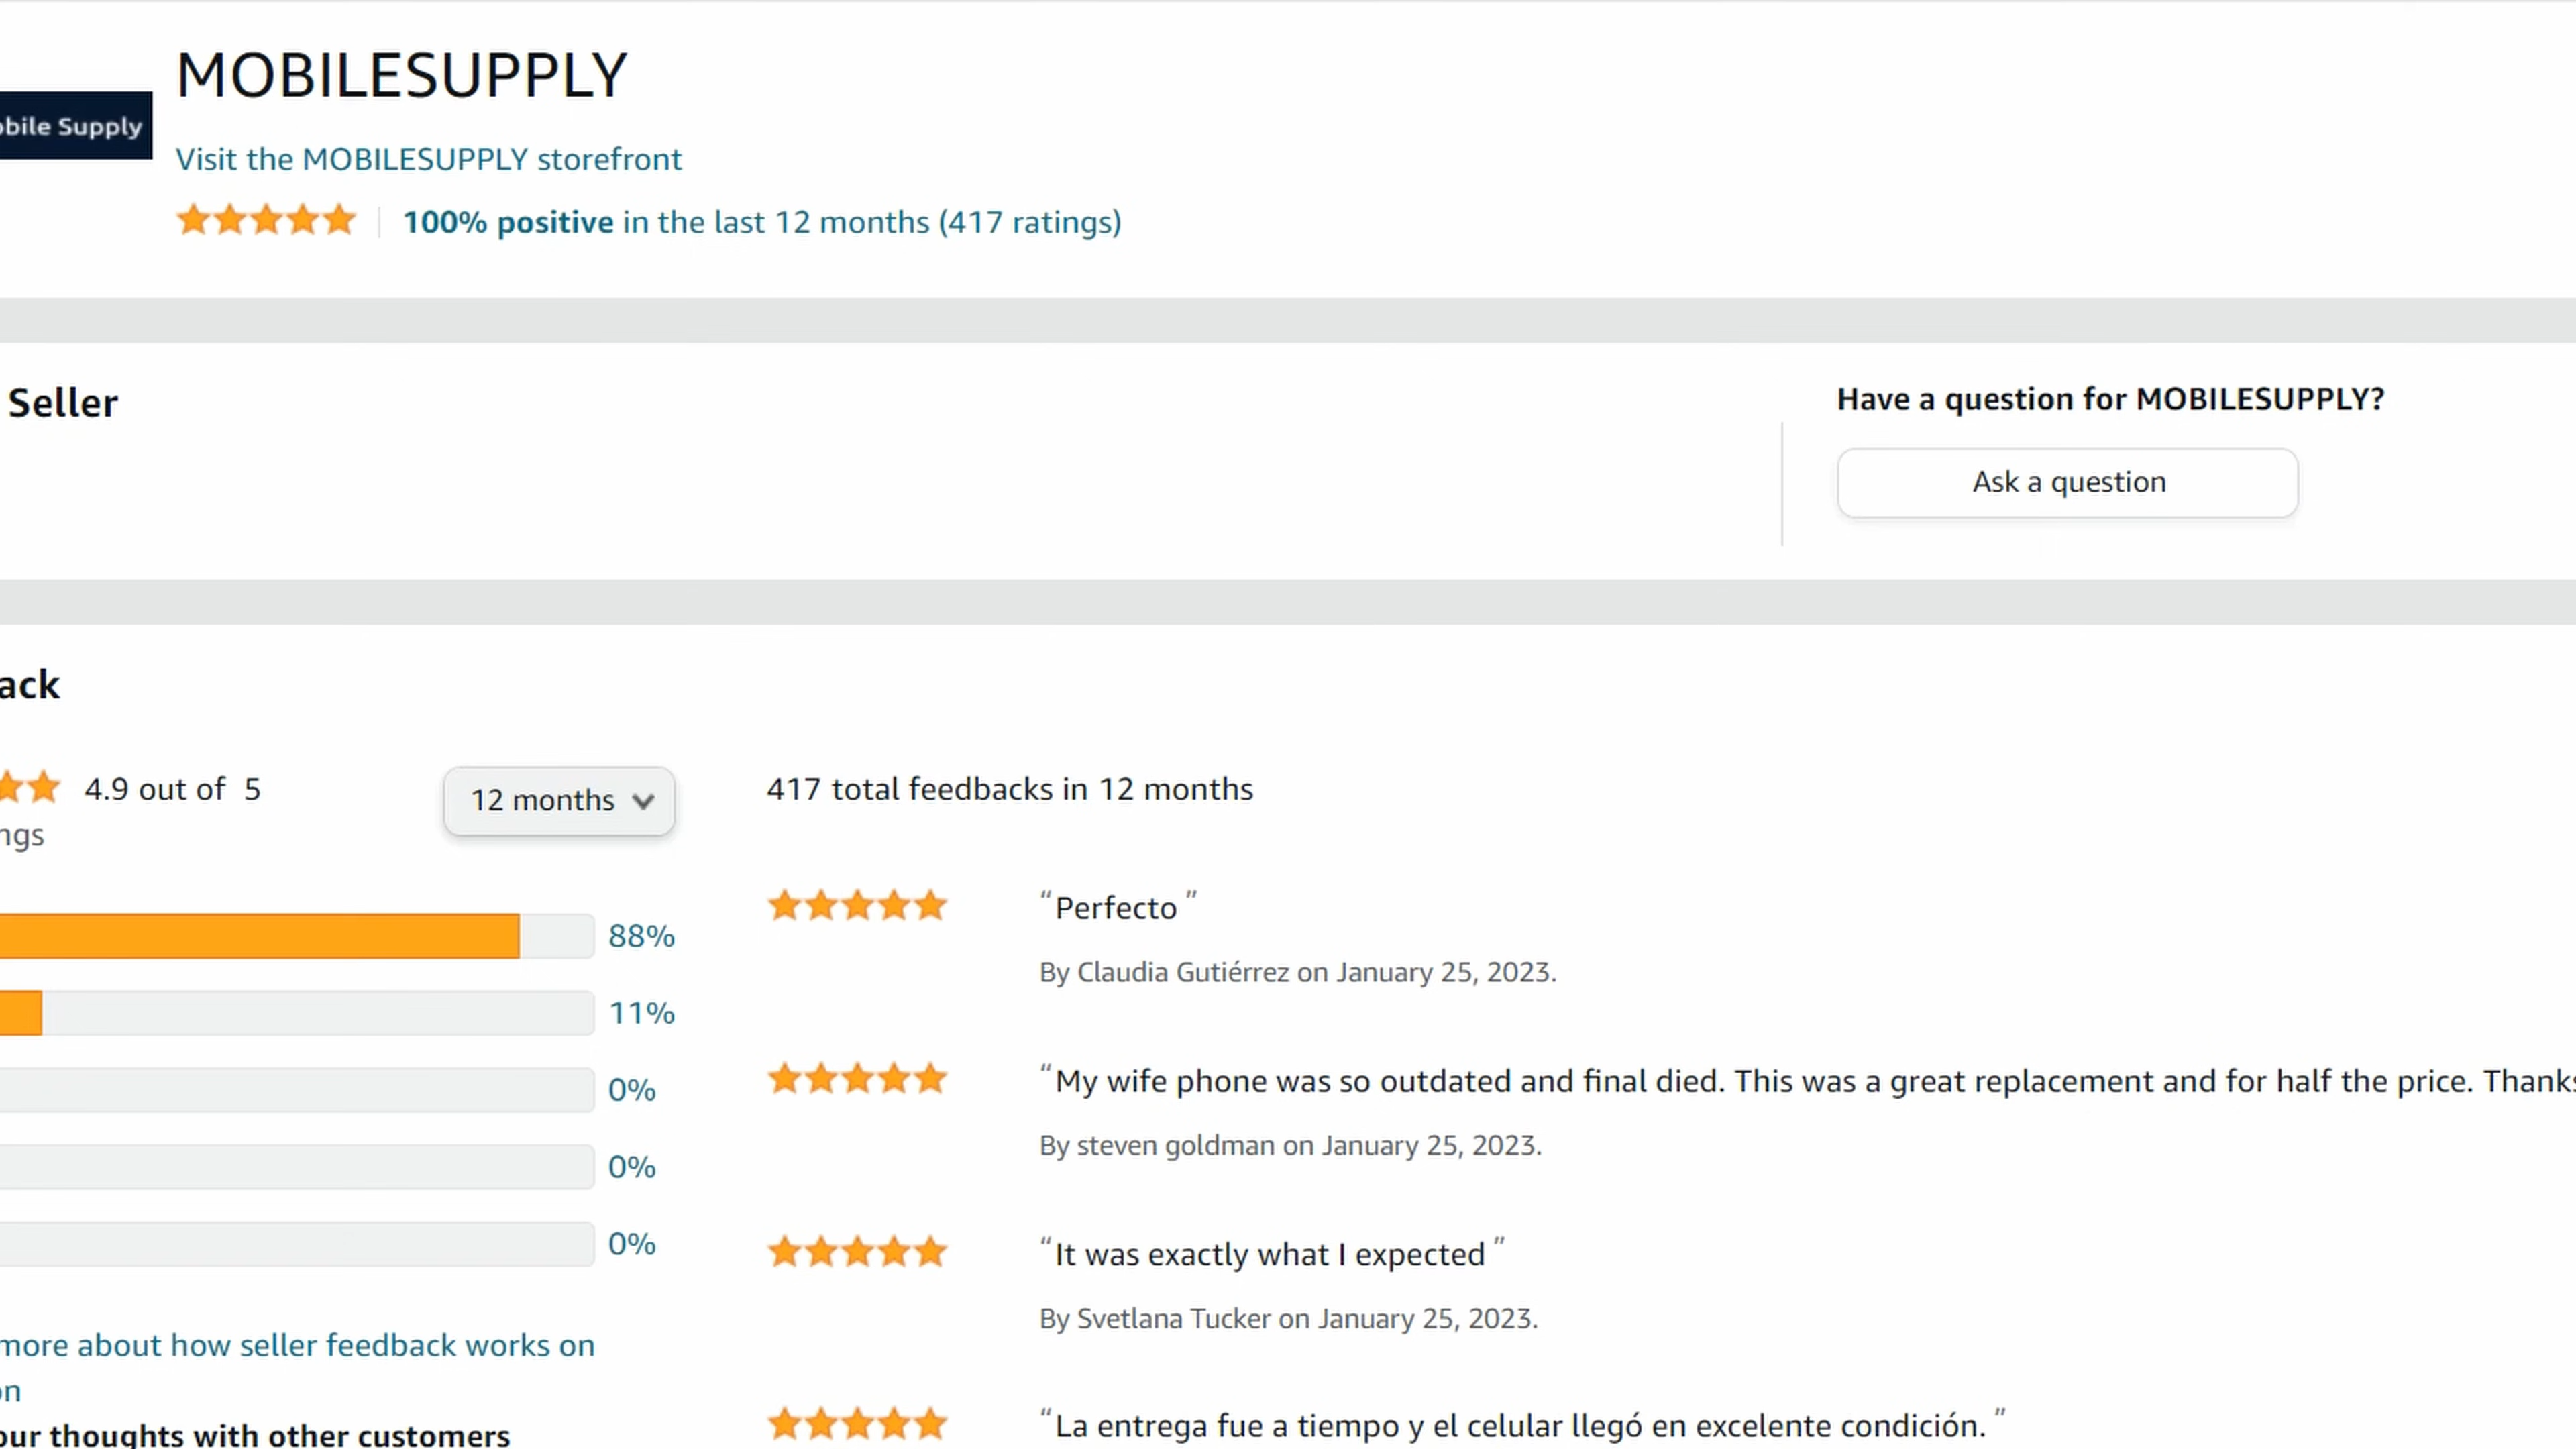 MOBILESUPPLY
obile Supply
Visit the MOBILESUPPLY storefront
100% positive in the last 12 months (417 ratings)
Seller
Have a question for MOBILESUPPLY?
Ask a question
ack
4.9 out of 5
12 months
ngs
88%
11%
0%
0%
0%
more about how seller feedback works on
on
our thoughts with other customers
417 total feedbacks in 12 months
“Perfecto ”
By Claudia Gutiérrez on January 25, 2023.
“My wife phone was so outdated and final died. This was a great replacement and for half the price. Thanks
By steven goldman on January 25, 2023.
“It was exactly what I expected ”
By Svetlana Tucker on January 25, 2023.
“La entrega fue a tiempo y el celular llegó en excelente condición. ”